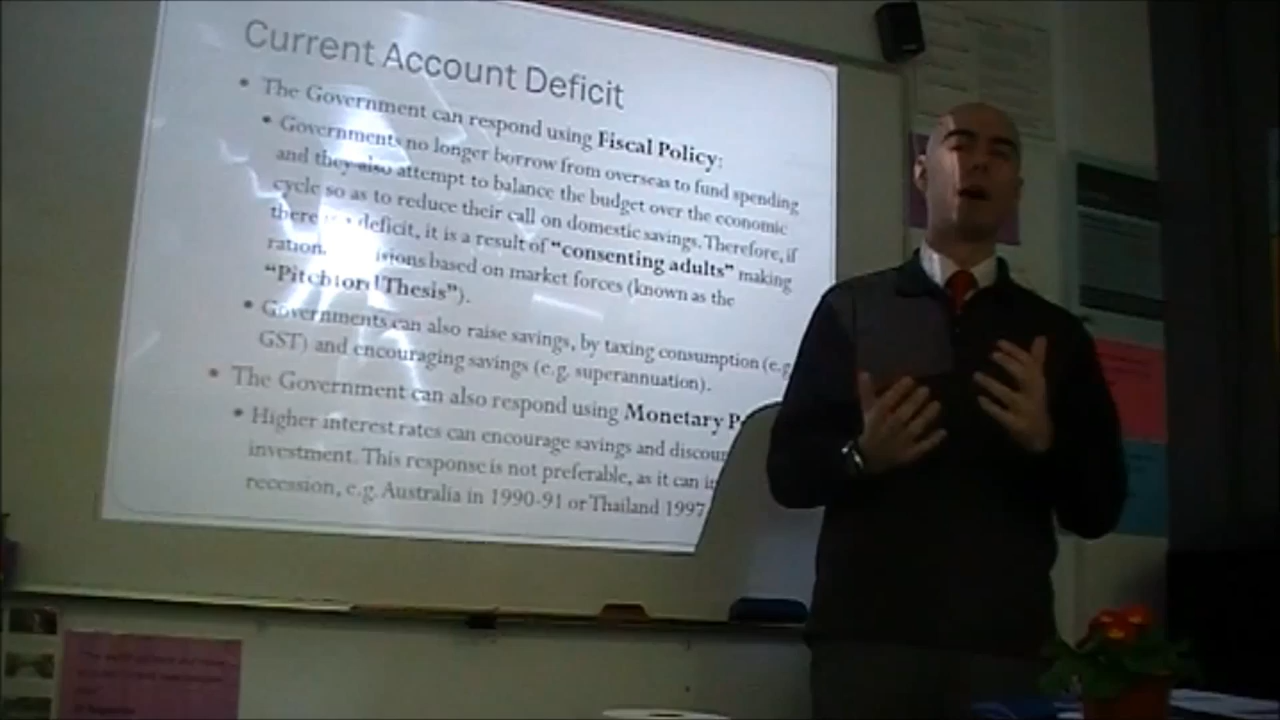 Current Account Deficit
• The Government can respond using Fiscal Policy:
• Governments no longer borrow from overseas to fund spending
and they also attempt to balance the budget over the economic
cycle so as to reduce their call on domestic savings. Therefore, if
there deficit, it is a result of “consenting adults” making
based on market forces (known as the
Thesis”).
• Governments can also raise savings, by taxing consumption (e.g.
GST) and encouraging savings (e.g. superannuation).
• The Government can also respond using Monetary
• Higher interest rates can encourage savings and
investment. This response is not preferable, as it can
recession, e.g. Australia in 1990-91 or Thailand 1997